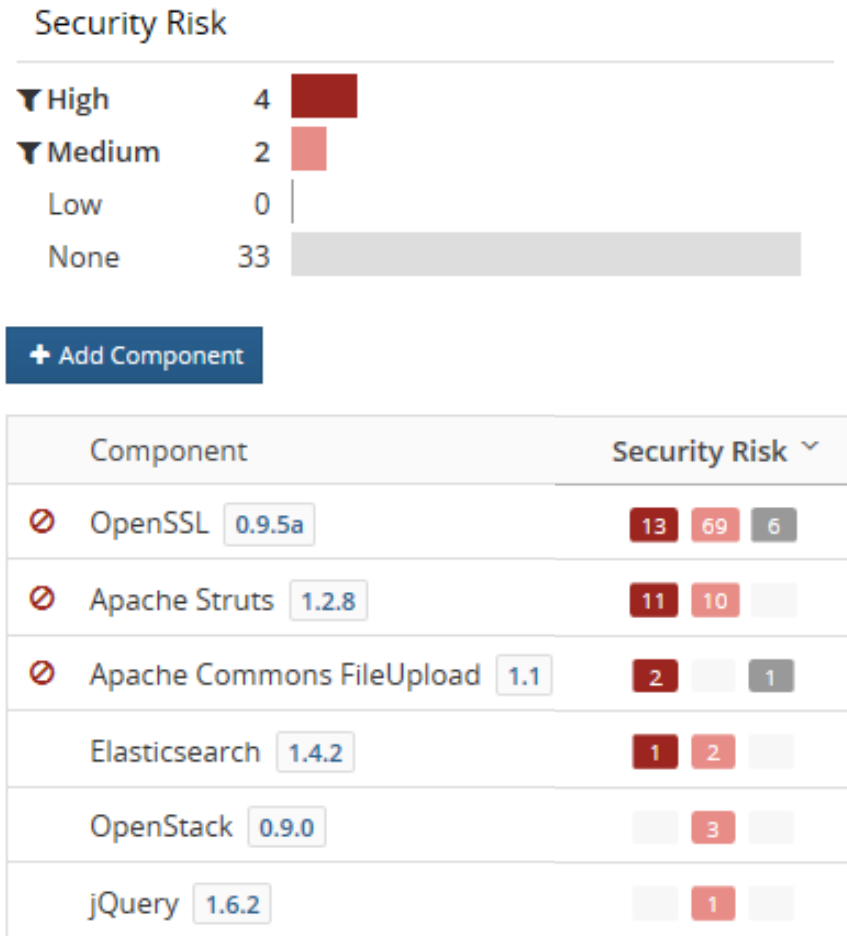 Security Risk
High 4
Medium 2
Low 0
None 33
+ Add Component
Component Security Risk
OpenSSL 0.9.5a 13 69 6
Apache Struts 1.2.8 11 10
Apache Commons FileUpload 1.1 2 1
Elasticsearch 1.4.2 1 2
OpenStack 0.9.0 3
jQuery 1.6.2 1